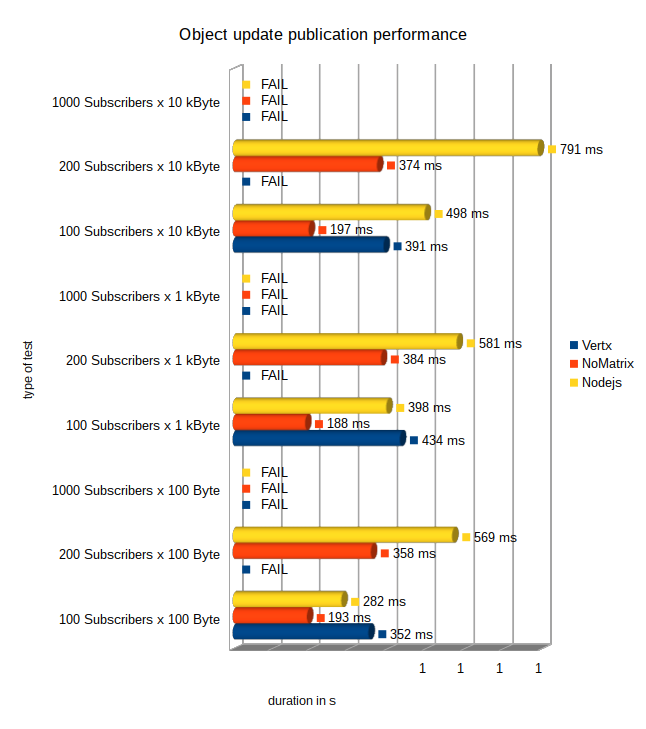 Object update publication performance
FAIL
1000 Subscribers x 10 kByte
FAIL
FAIL
791 ms
200 Subscribers x 10 kByte
374 ms
FAIL
498 ms
100 Subscribers x 10 kByte
197 ms
391 ms
FAIL
1000 Subscribers x 1 kByte
FAIL
FAIL
581 ms
200 Subscribers x 1 kByte
384 ms
FAIL
398 ms
100 Subscribers x 1 kByte
188 ms
434 ms
FAIL
1000 Subscribers x 100 Byte
FAIL
FAIL
569 ms
200 Subscribers x 100 Byte
358 ms
FAIL
282 ms
100 Subscribers x 100 Byte
193 ms
352 ms
type of test
Vertx
NoMatrix
Nodejs
1 1 1 1
duration in s